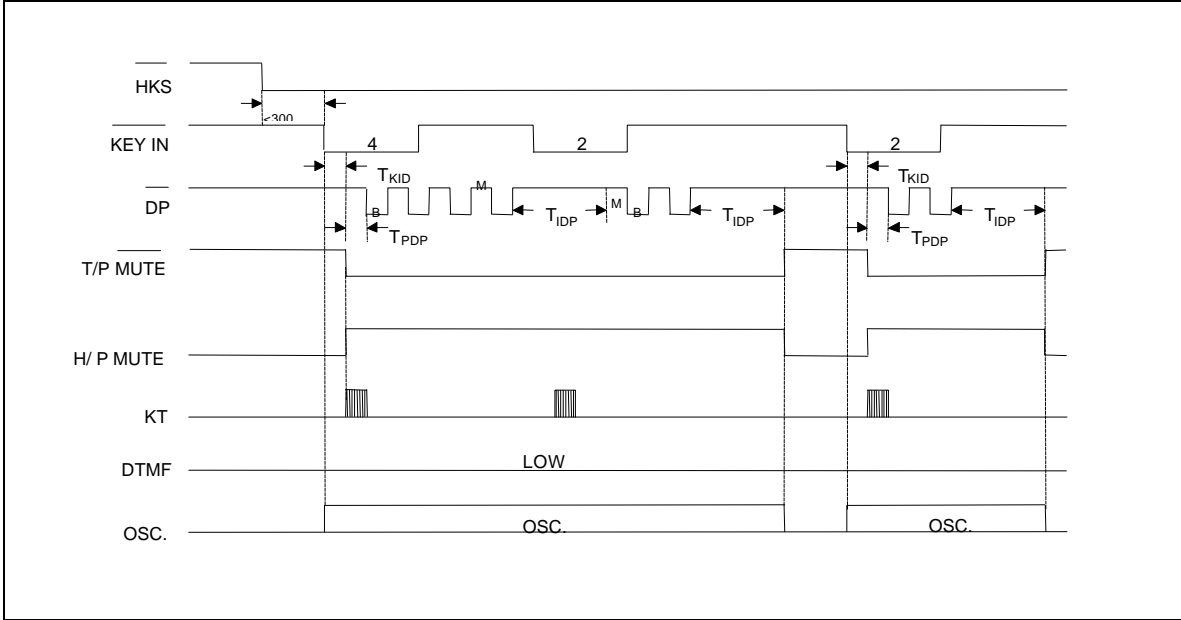 HKS
<300
KEY IN
4
2
2
TKID
TKID
DP
M
B
M
B
TIDP
TIDP
TIDP
TPDP
TPDP
T/P MUTE
H/ P MUTE
KT
DTMF
LOW
OSC.
OSC.
OSC.